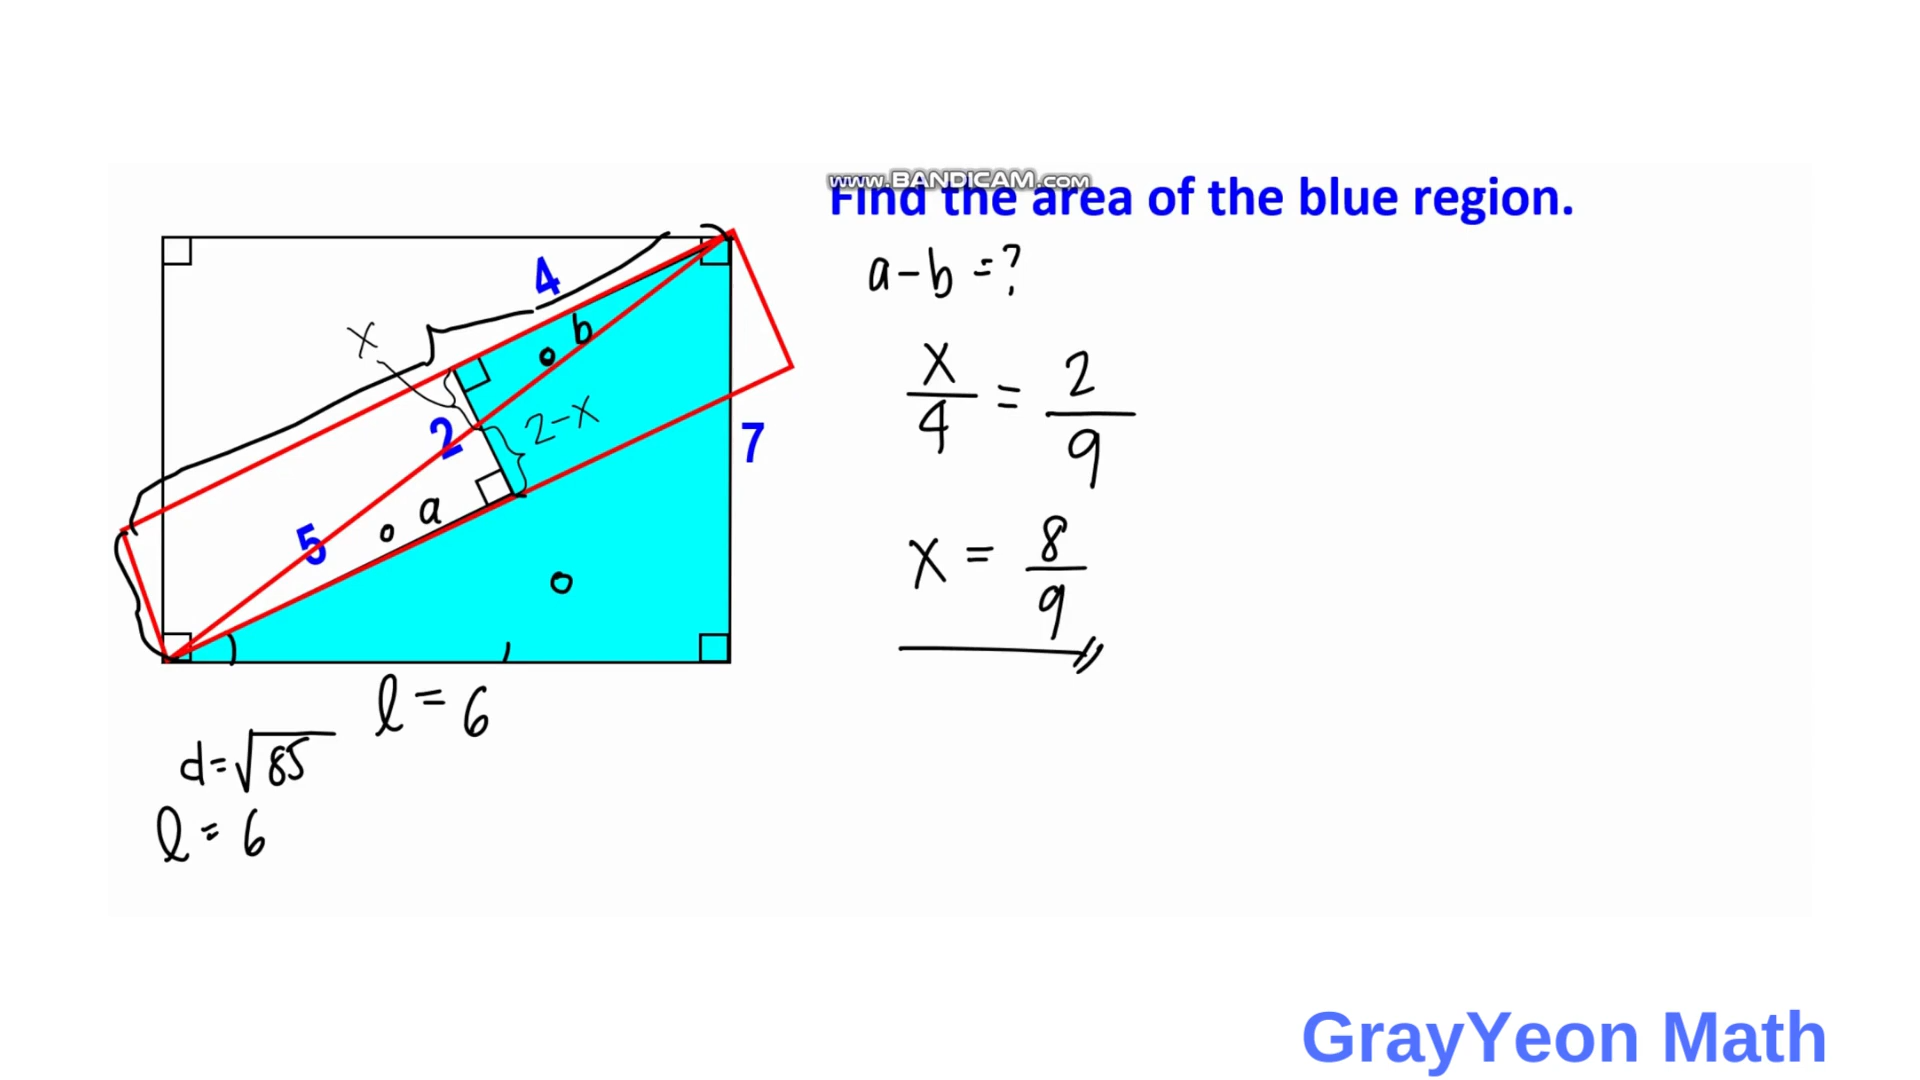 www.BANDICAM.com
Find the area of the blue region.
a-b=?
4
x
b
x/4 = 2/9
2
2-x
7
a
5
x = 8/9
l = 6
d=√85
l = 6
GrayYeon Math